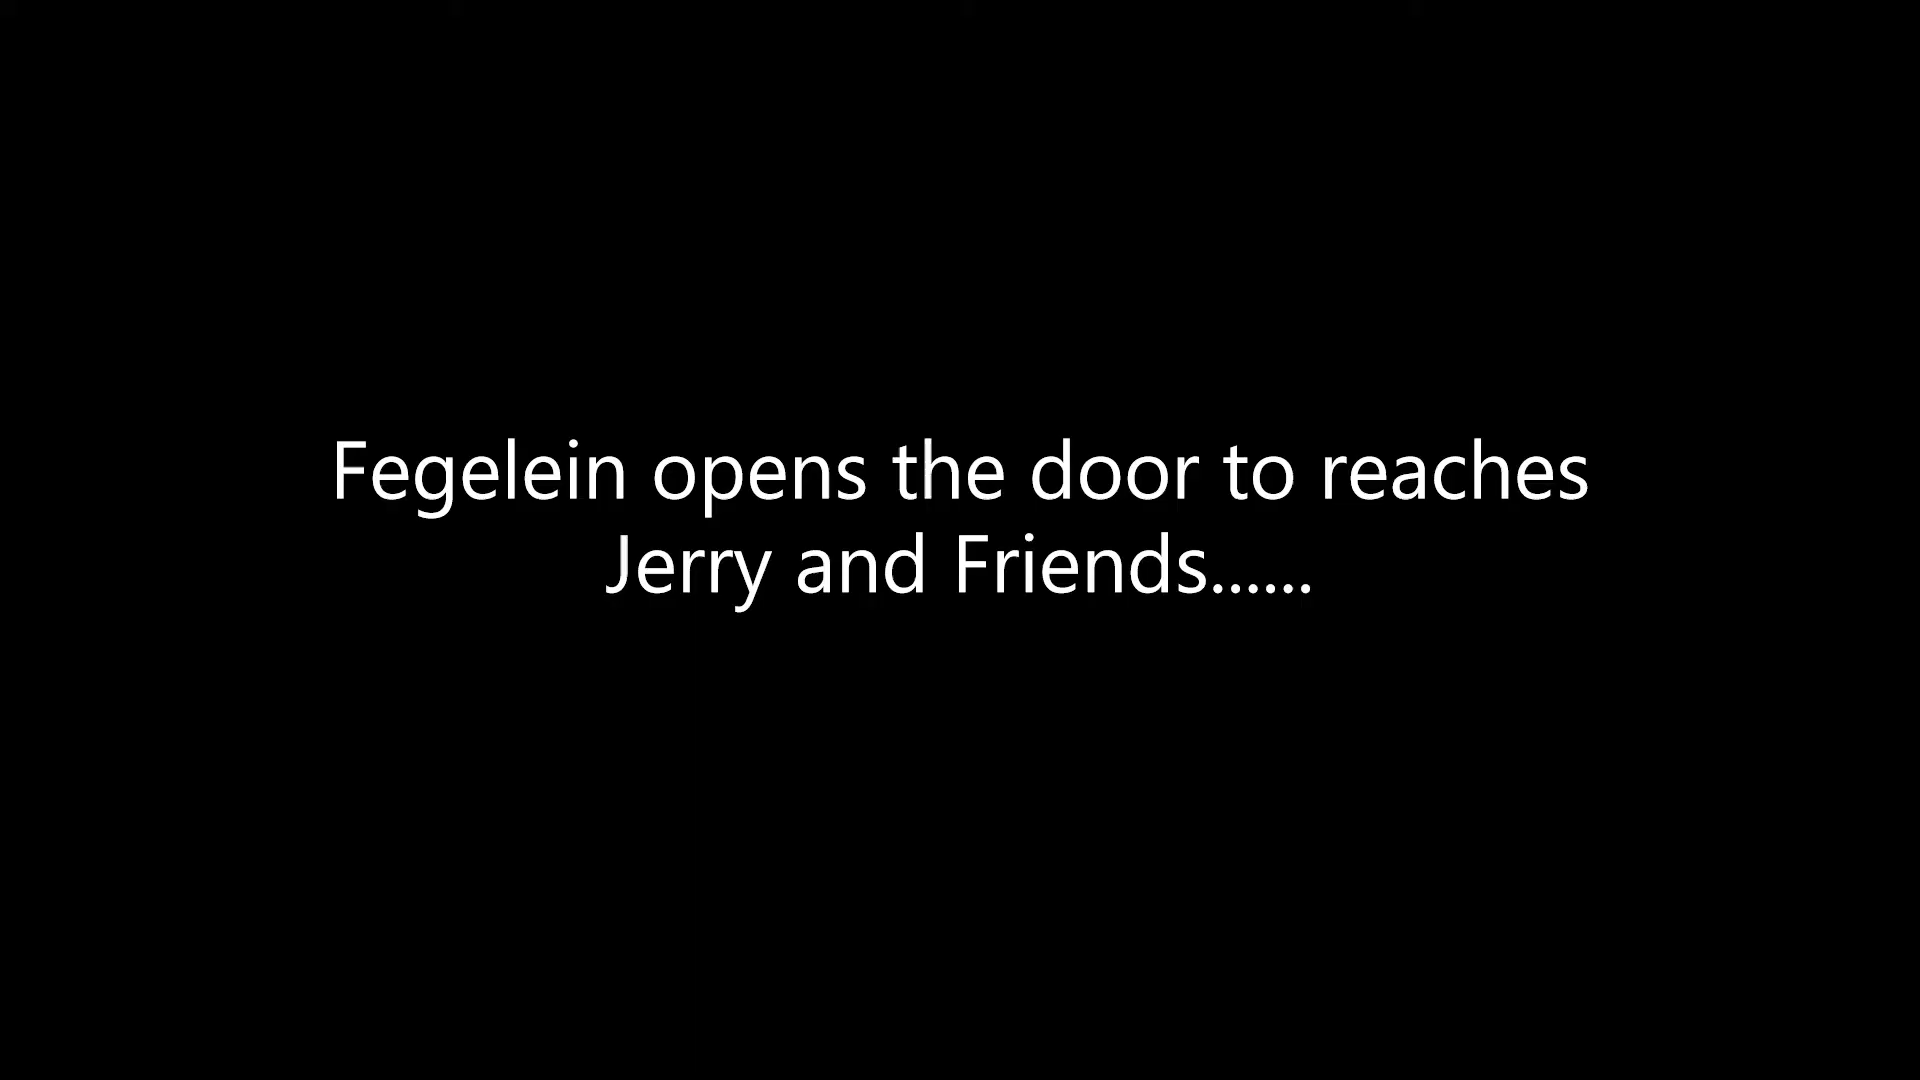 Fegelein opens the door to reaches
Jerry and Friends......